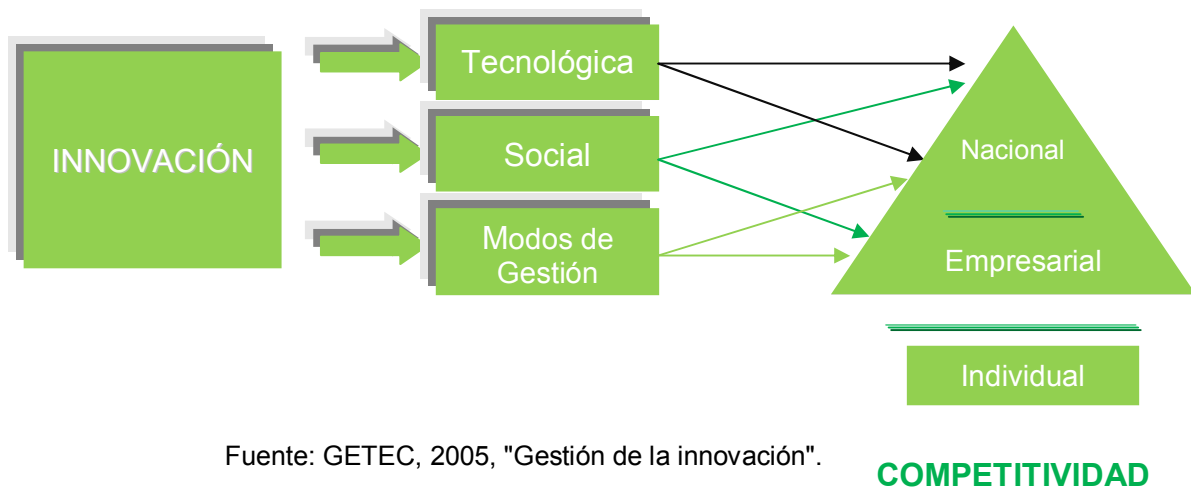 INNOVACIÓN
Tecnológica
Social
Modos de
Gestión
Nacional
Empresarial
Individual
Fuente: GETEC, 2005, "Gestión de la innovación".
COMPETITIVIDAD